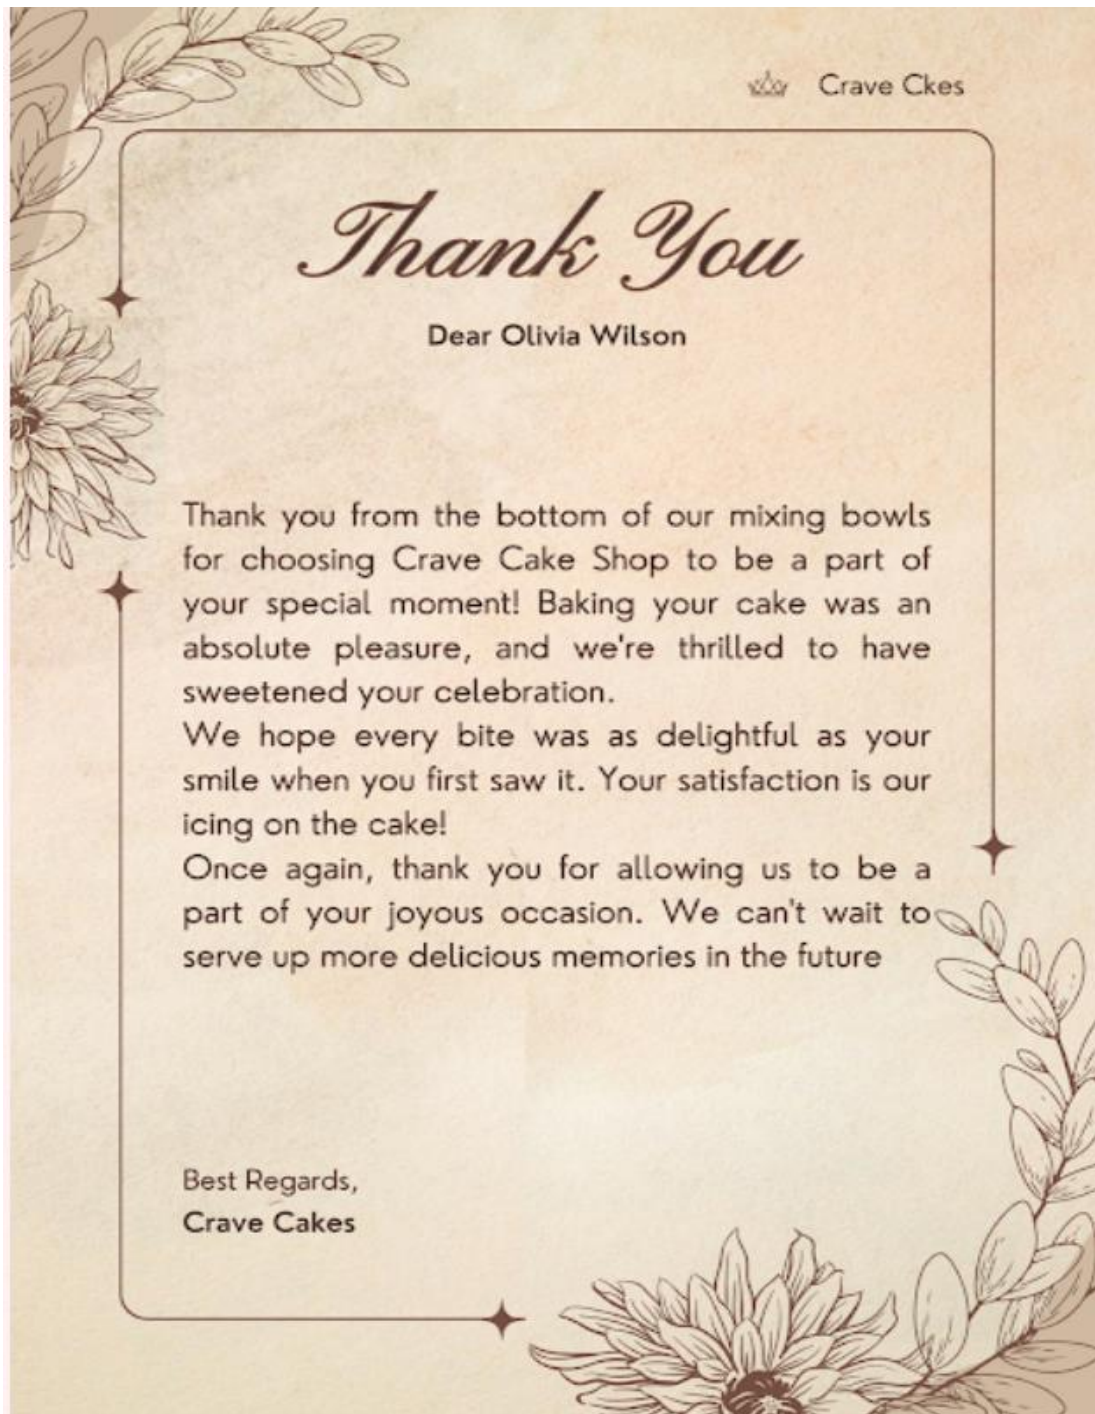 Crave Ckes
Thank You
Dear Olivia Wilson
Thank you from the bottom of our mixing bowls
for choosing Crave Cake Shop to be a part of
your special moment! Baking your cake was an
absolute pleasure, and we're thrilled to have
sweetened your celebration.
We hope every bite was as delightful as your
smile when you first saw it. Your satisfaction is our
icing on the cake!
Once again, thank you for allowing us to be a
part of your joyous occasion. We can't wait to
serve up more delicious memories in the future
Best Regards,
Crave Cakes